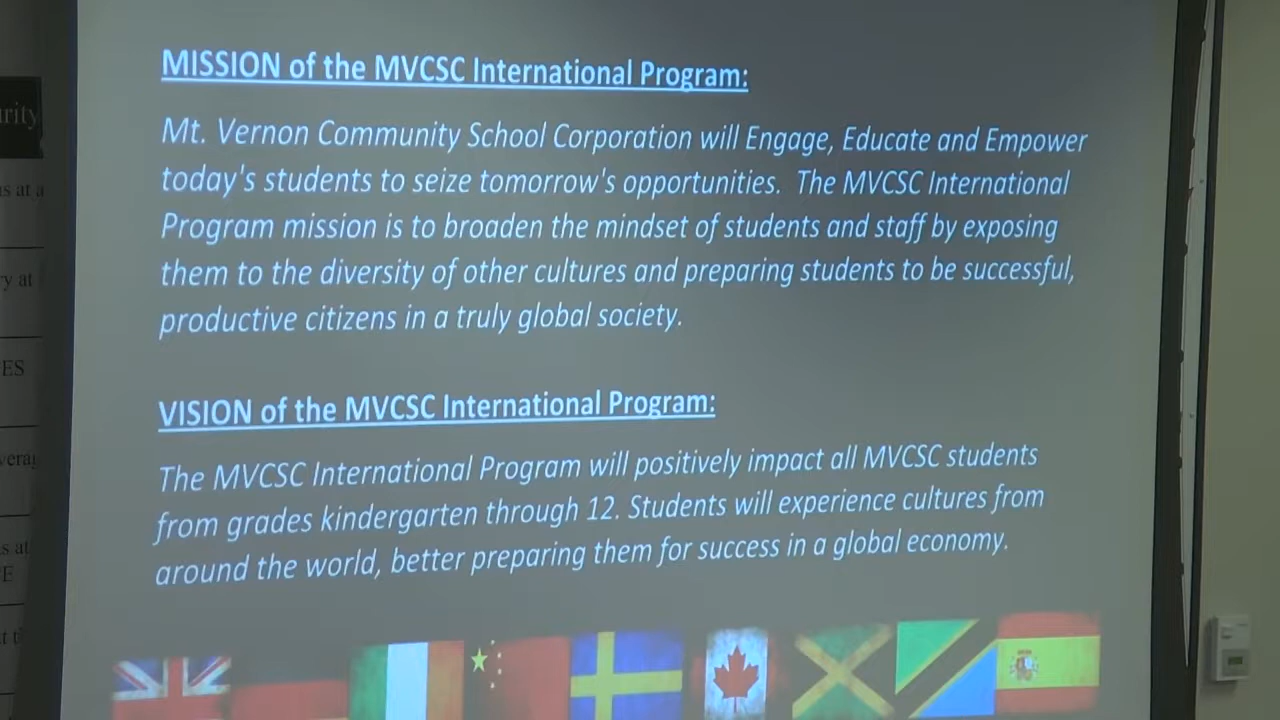 MISSION of the MVCSC International Program:
Mt. Vernon Community School Corporation will Engage, Educate and Empower
today's students to seize tomorrow's opportunities. The MVCSC International
Program mission is to broaden the mindset of students and staff by exposing
them to the diversity of other cultures and preparing students to be successful,
productive citizens in a truly global society.
VISION of the MVCSC International Program:
The MVCSC International Program will positively impact all MVCSC students
from grades kindergarten through 12. Students will experience cultures from
around the world, better preparing them for success in a global economy.